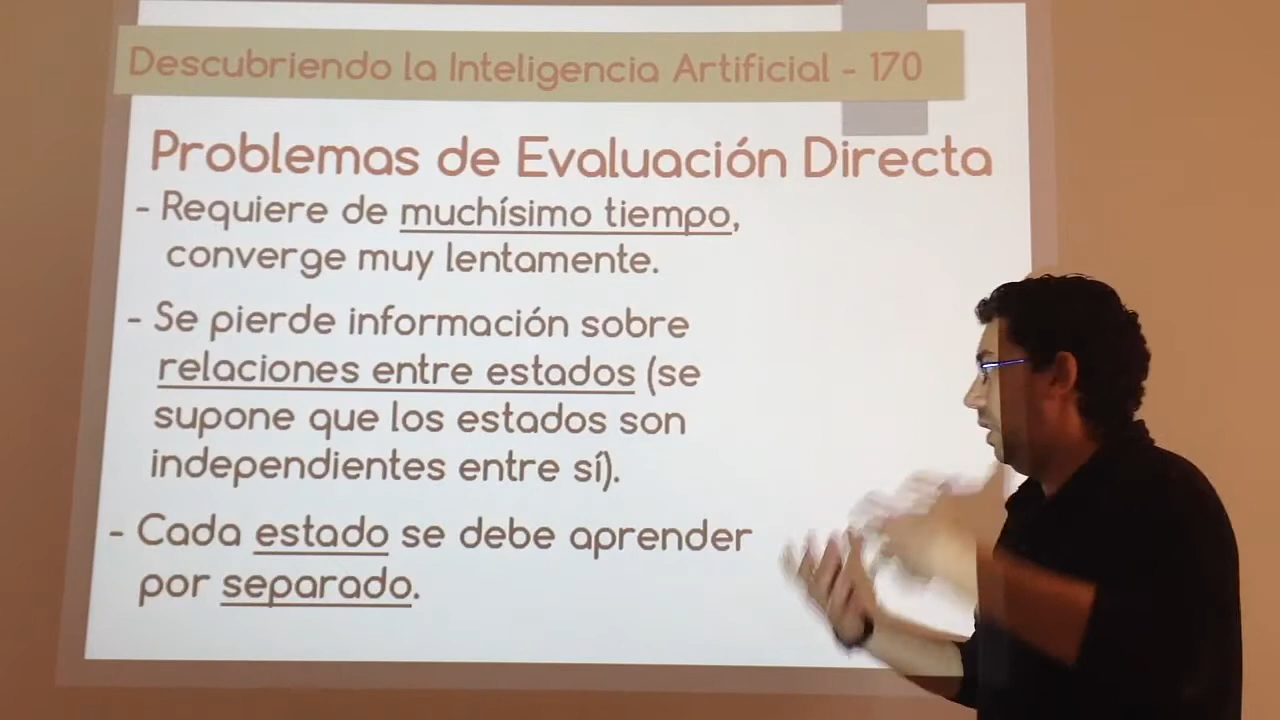 Descubriendo la Inteligencia Artificial - 170
Problemas de Evaluación Directa
- Requiere de muchísimo tiempo,
converge muy lentamente.
- Se pierde información sobre
relaciones entre estados (se
supone que los estados son
independientes entre sí).
- Cada estado se debe aprender
por separado.